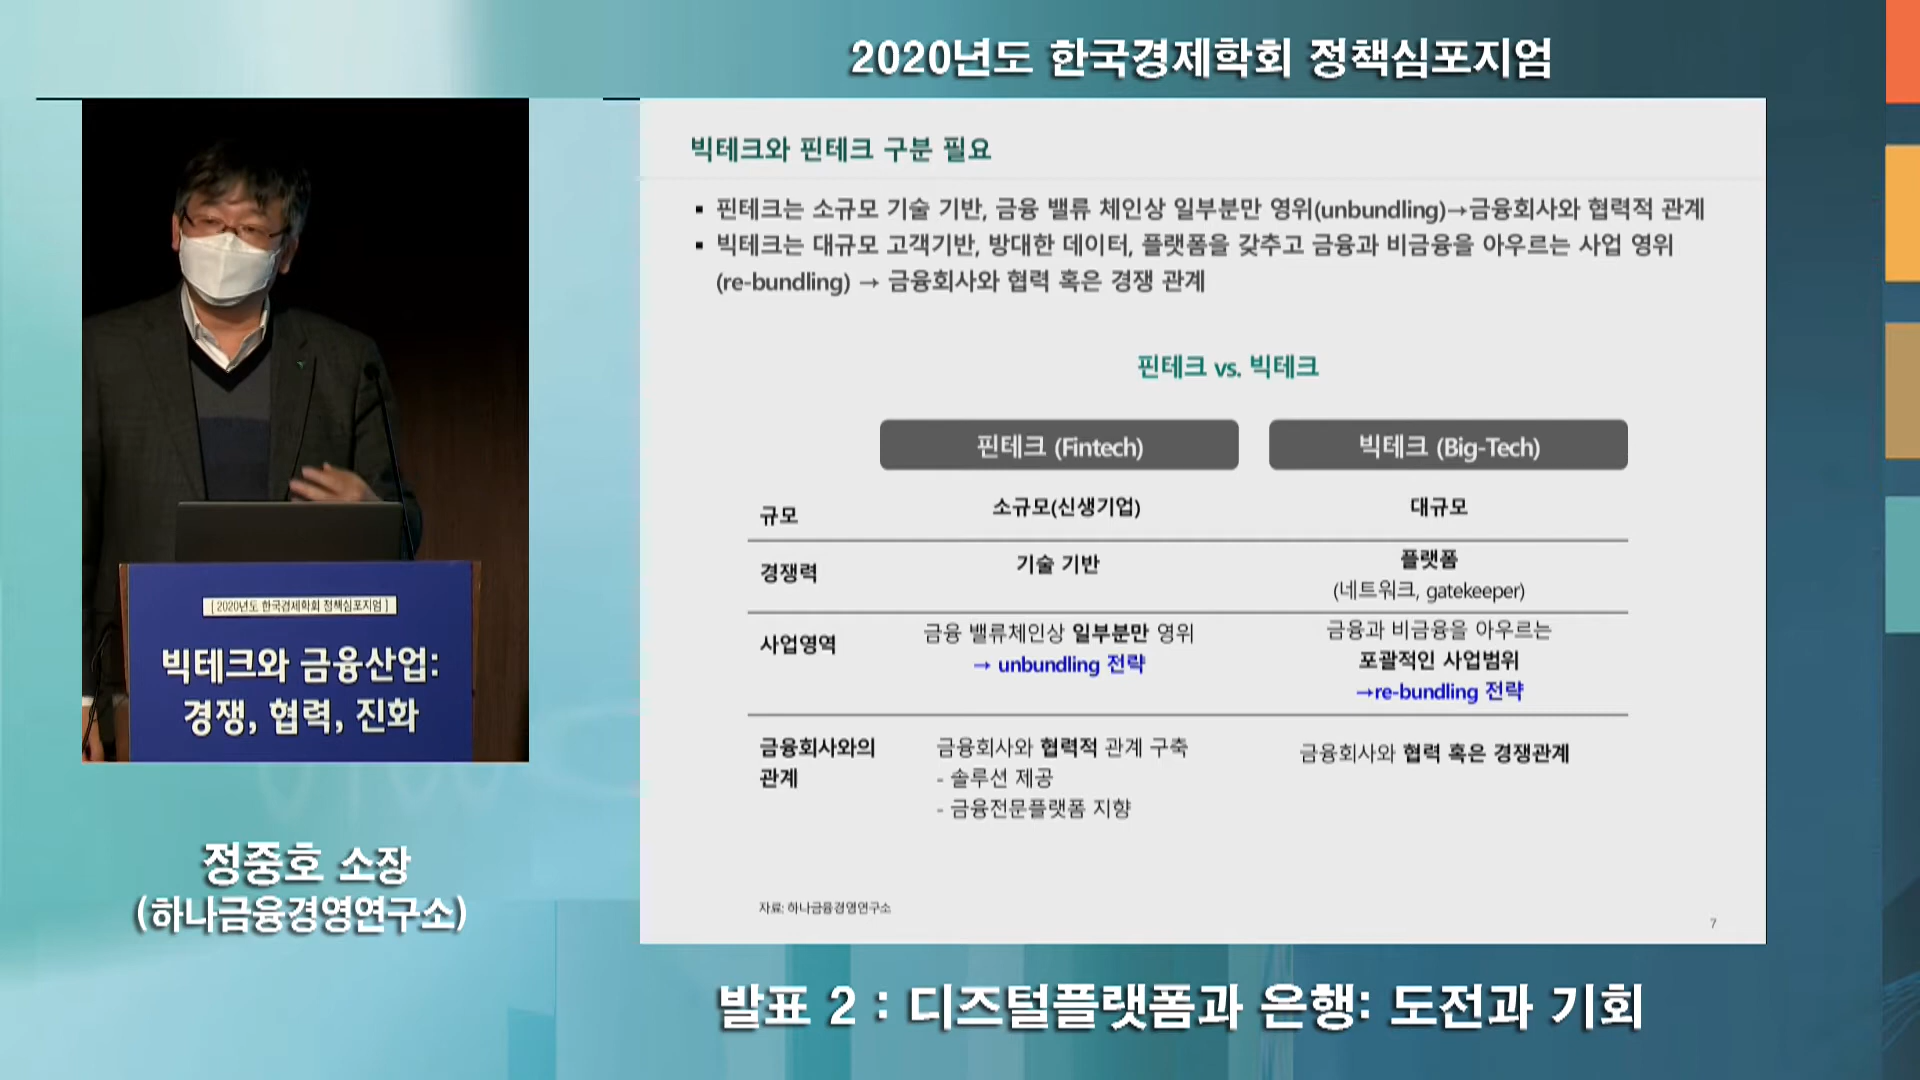 2020년도 한국경제학회 정책심포지엄
빅테크와 핀테크 구분 필요
▪ 핀테크는 소규모 기술 기반, 금융 밸류 체인상 일부분만 영위(unbundling)→금융회사와 협력적 관계
▪ 빅테크는 대규모 고객기반, 방대한 데이터, 플랫폼을 갖추고 금융과 비금융을 아우르는 사업 영위
(re-bundling) → 금융회사와 협력 혹은 경쟁 관계
핀테크 vs. 빅테크
핀테크 (Fintech) 빅테크 (Big-Tech)
규모 소규모(신생기업) 대규모
경쟁력 기술 기반 플랫폼
(네트워크, gatekeeper)
사업영역 금융 밸류체인상 일부분만 영위 금융과 비금융을 아우르는
→ unbundling 전략 포괄적인 사업범위
→re-bundling 전략
금융회사와의 금융회사와 협력적 관계 구축 금융회사와 협력 혹은 경쟁관계
관계 - 솔루션 제공
- 금융전문플랫폼 지향
자료: 하나금융경영연구소
7
[ 2020년도 한국경제학회 정책심포지엄 ]
빅테크와 금융산업:
경쟁, 협력, 진화
정중호 소장
(하나금융경영연구소)
발표 2 : 디즈털플랫폼과 은행: 도전과 기회